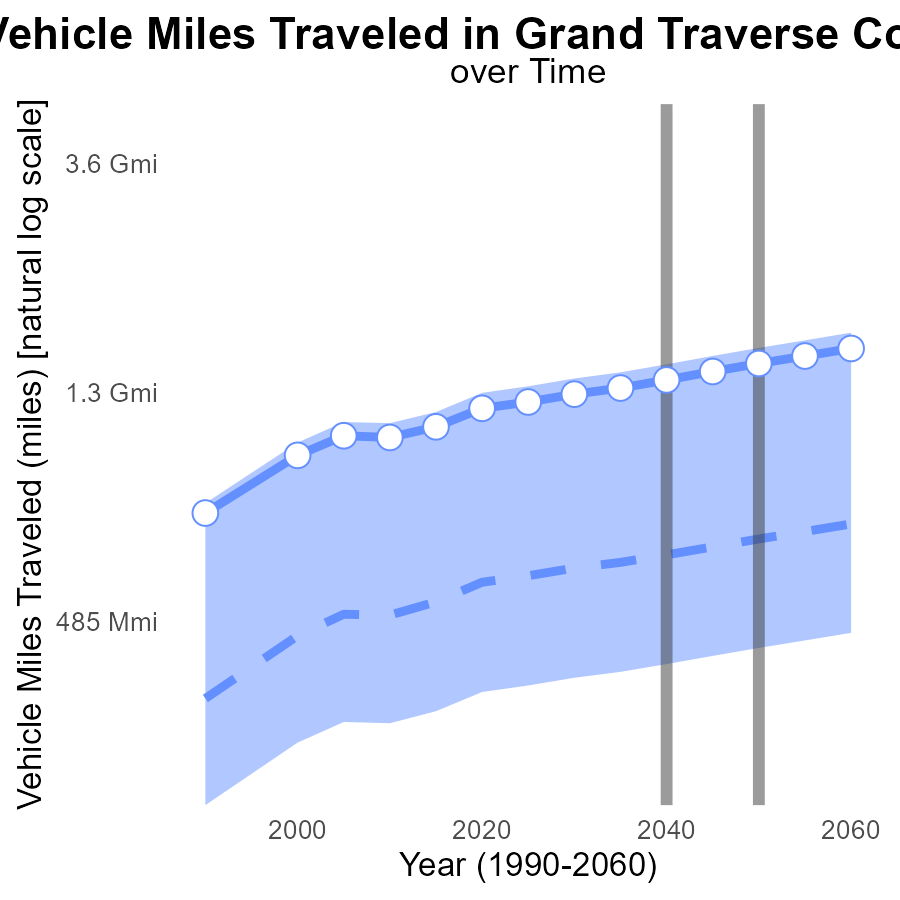 Vehicle Miles Traveled in Grand Traverse Co
over Time
Vehicle Miles Traveled (miles) [natural log scale]
3.6 Gmi
1.3 Gmi
485 Mmi
2000 2020 2040 2060
Year (1990-2060)